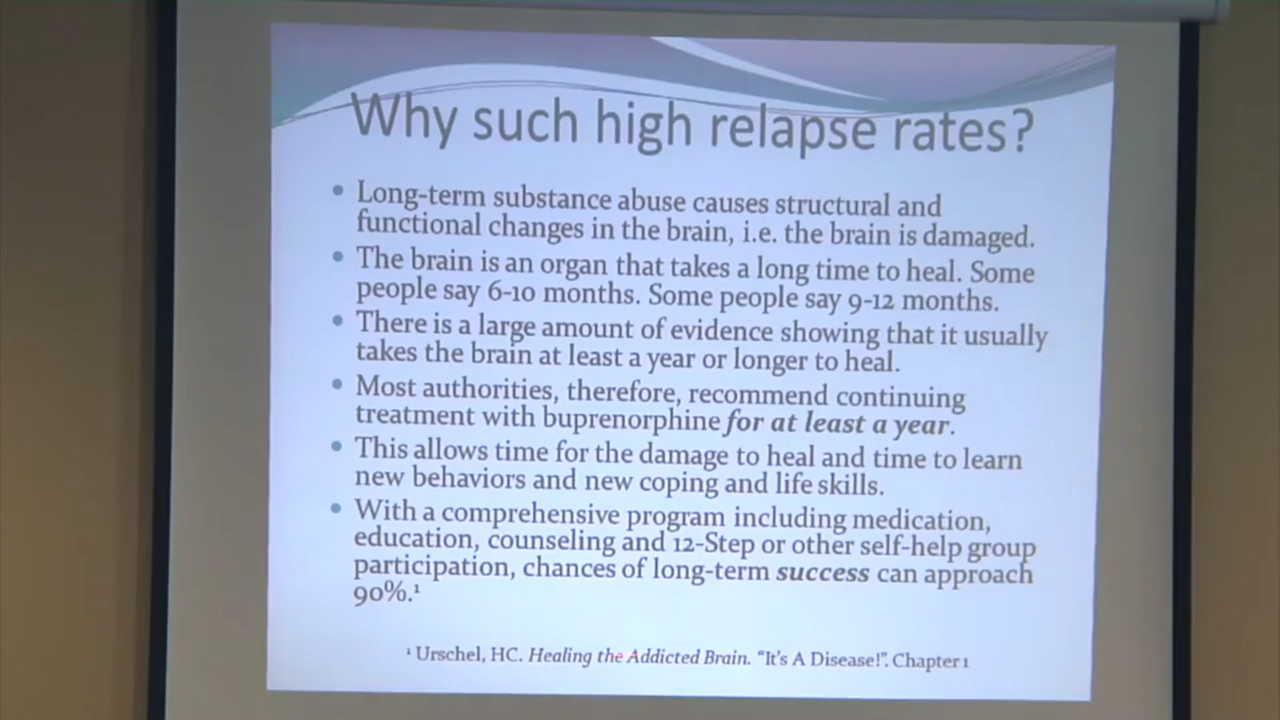 Why such high relapse rates?
• Long-term substance abuse causes structural and
functional changes in the brain, i.e. the brain is damaged.
• The brain is an organ that takes a long time to heal. Some
people say 6-10 months. Some people say 9-12 months.
• There is a large amount of evidence showing that it usually
takes the brain at least a year or longer to heal.
• Most authorities, therefore, recommend continuing
treatment with buprenorphine for at least a year.
• This allows time for the damage to heal and time to learn
new behaviors and new coping and life skills.
• With a comprehensive program including medication,
education, counseling and 12-Step or other self-help group
participation, chances of long-term success can approach
90%.¹
¹ Urschel, HC. Healing the Addicted Brain. “It’s A Disease!”. Chapter 1